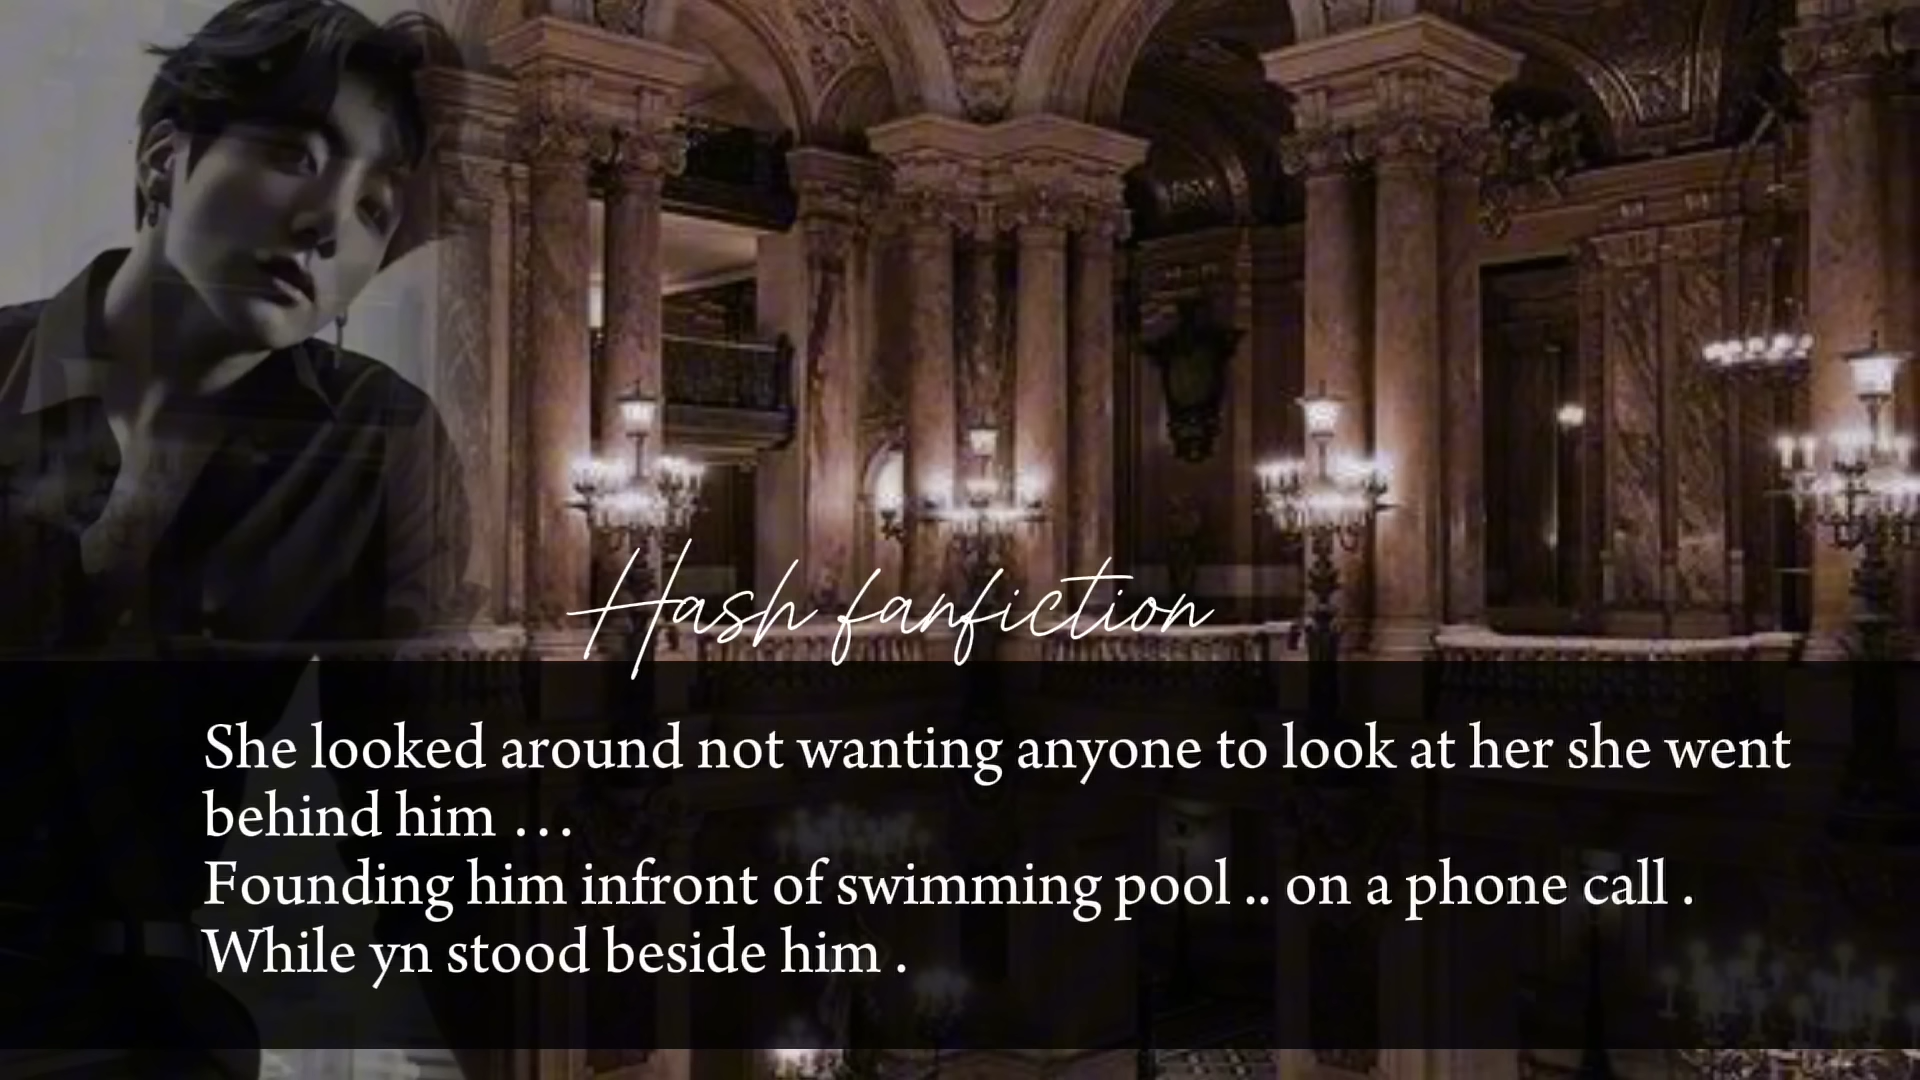 Hash fanfiction
She looked around not wanting anyone to look at her she went
behind him …
Founding him infront of swimming pool .. on a phone call .
While yn stood beside him .